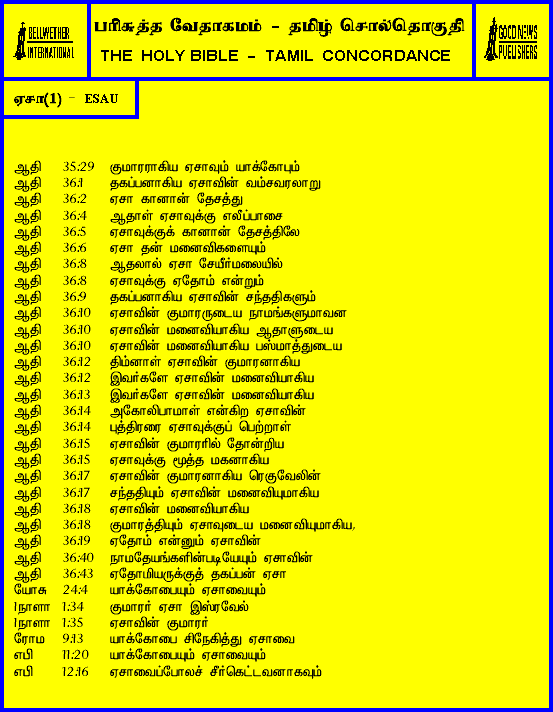 BELLWETHER
INTERNATIONAL
பரிசுத்த வேதாகமம் - தமிழ் சொல்தொகுதி
THE HOLY BIBLE - TAMIL CONCORDANCE
GOOD NEWS
PUBLISHERS
ஏசா(1) - ESAU
ஆதி 35:29 குமாரராகிய ஏசாவும் யாக்கோபும்
ஆதி 36:1 தகப்பனாகிய ஏசாவின் வம்சவரலாறு
ஆதி 36:2 ஏசா கானான் தேசத்து
ஆதி 36:4 ஆதாள் ஏசாவுக்கு எலீப்பாசை
ஆதி 36:5 ஏசாவுக்குக் கானான் தேசத்திலே
ஆதி 36:6 ஏசா தன் மனைவிகளையும்
ஆதி 36:8 ஆதலால் ஏசா சேயீர்மலையில்
ஆதி 36:8 ஏசாவுக்கு ஏதோம் என்றும்
ஆதி 36:9 தகப்பனாகிய ஏசாவின் சந்ததிகளும்
ஆதி 36:10 ஏசாவின் குமாரருடைய நாமங்களுமாவன
ஆதி 36:10 ஏசாவின் மனைவியாகிய ஆதாளுடைய
ஆதி 36:10 ஏசாவின் மனைவியாகிய பஸ்மாத்துடைய
ஆதி 36:12 திம்னாள் ஏசாவின் குமாரனாகிய
ஆதி 36:12 இவர்களே ஏசாவின் மனைவியாகிய
ஆதி 36:13 இவர்களே ஏசாவின் மனைவியாகிய
ஆதி 36:14 அகோலிபாமாள் என்கிற ஏசாவின்
ஆதி 36:14 புத்திரரை ஏசாவுக்குப் பெற்றாள்
ஆதி 36:15 ஏசாவின் குமாரரில் தோன்றிய
ஆதி 36:15 ஏசாவுக்கு மூத்த மகனாகிய
ஆதி 36:17 ஏசாவின் குமாரனாகிய ரெகுவேலின்
ஆதி 36:17 சந்ததியும் ஏசாவின் மனைவியுமாகிய
ஆதி 36:18 ஏசாவின் மனைவியாகிய
ஆதி 36:18 குமாரத்தியும் ஏசாவுடைய மனைவியுமாகிய,
ஆதி 36:19 ஏதோம் என்னும் ஏசாவின்
ஆதி 36:40 நாமதேயங்களின்படியேயும் ஏசாவின்
ஆதி 36:43 ஏதோமியருக்குத் தகப்பன் ஏசா
யோசு 24:4 யாக்கோபையும் ஏசாவையும்
1நாளா 1:34 குமாரர் ஏசா இஸ்ரவேல்
1நாளா 1:35 ஏசாவின் குமாரர்
ரோம 9:13 யாக்கோபை சிநேகித்து ஏசாவை
எபி 11:20 யாக்கோபையும் ஏசாவையும்
எபி 12:16 ஏசாவைப்போலச் சீர்கெட்டவனாகவும்